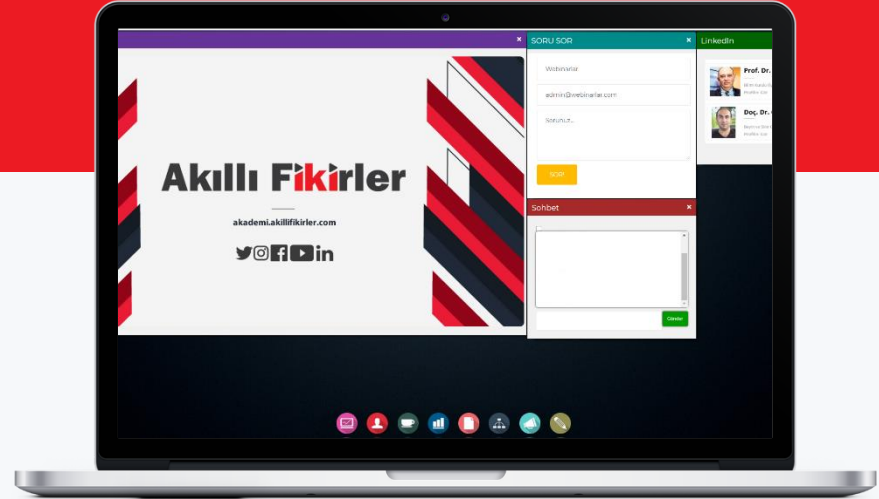 Akıllı Fikirler
akademi.akillifikirler.com
SORU SOR
Webinarlar
admin@webinarlar.com
Sorunuz...
SOR!
Sohbet
Gönder
LinkedIn
Prof. Dr.
Doç. Dr.